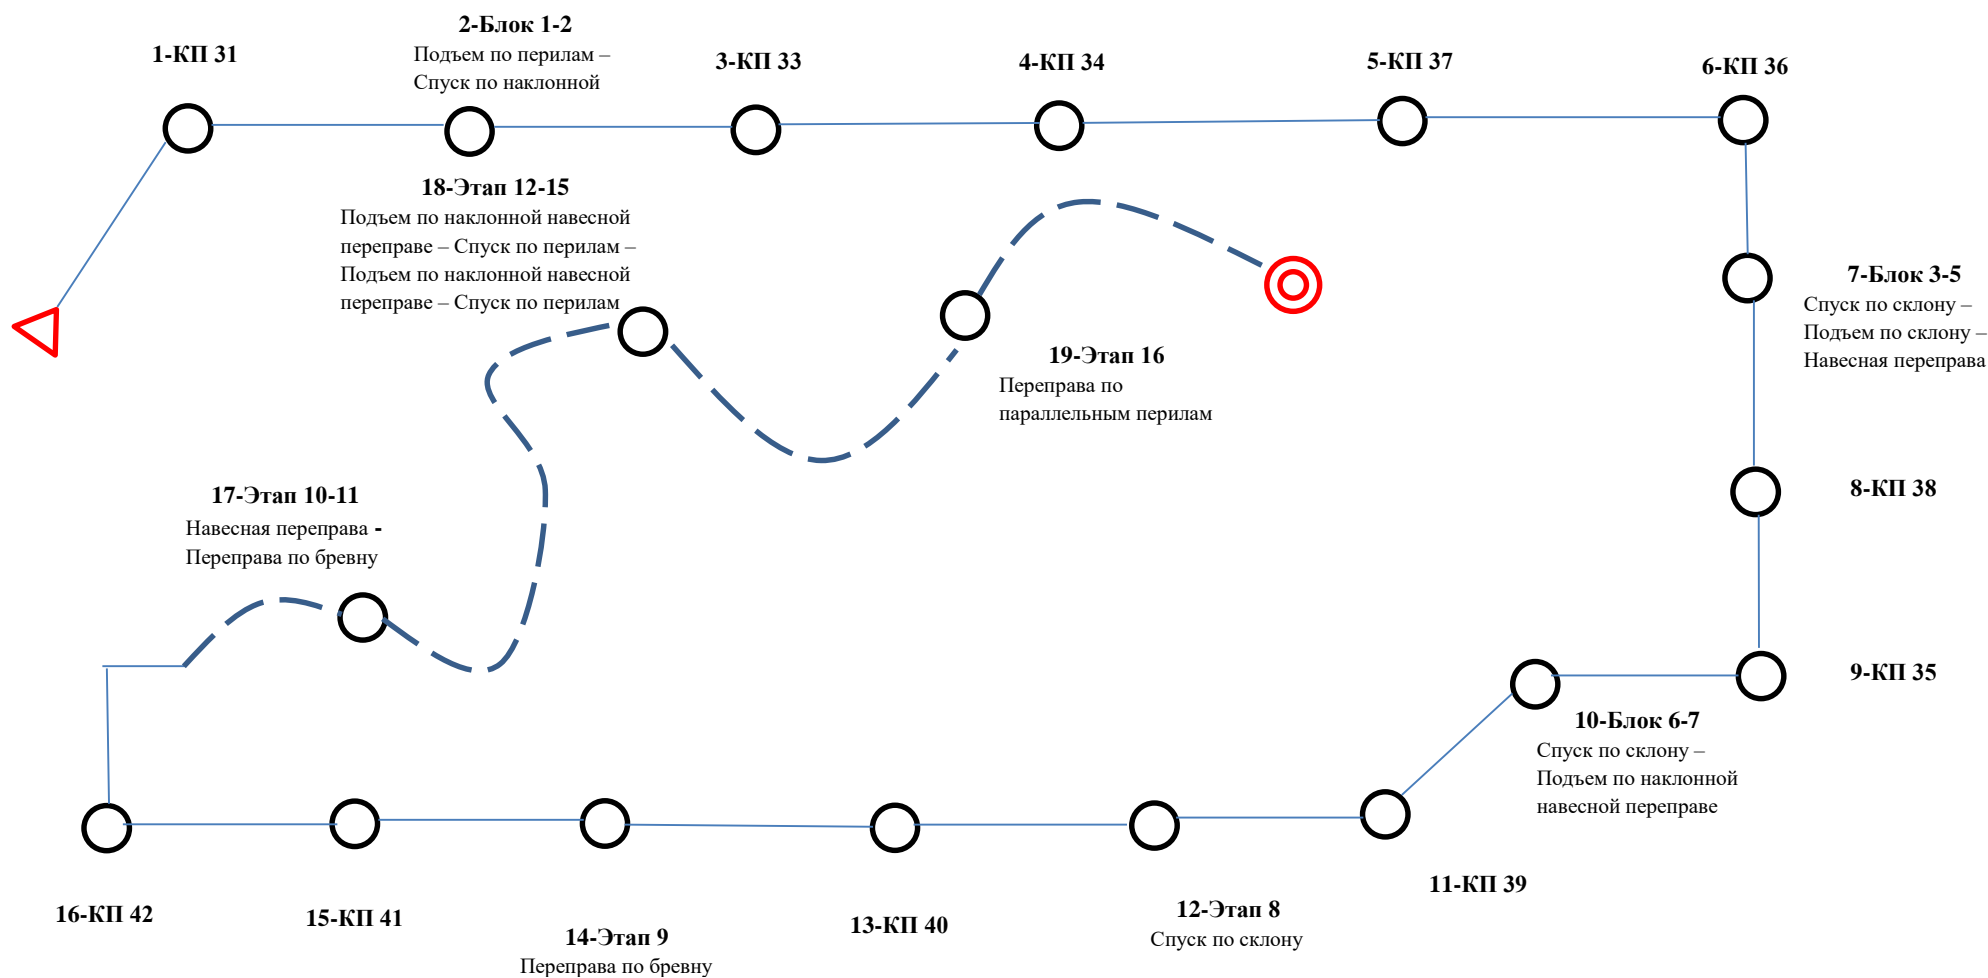 1-КП 31
2-Блок 1-2
Подъем по перилам –
Спуск по наклонной
3-КП 33
4-КП 34
5-КП 37
6-КП 36
7-Блок 3-5
Спуск по склону –
Подъем по склону –
Навесная переправа
8-КП 38
9-КП 35
10-Блок 6-7
Спуск по склону –
Подъем по наклонной
навесной переправе
11-КП 39
12-Этап 8
Спуск по склону
13-КП 40
14-Этап 9
Переправа по бревну
15-КП 41
16-КП 42
17-Этап 10-11
Навесная переправа -
Переправа по бревну
18-Этап 12-15
Подъем по наклонной навесной
переправе – Спуск по перилам –
Подъем по наклонной навесной
переправе – Спуск по перилам
19-Этап 16
Переправа по
параллельным перилам